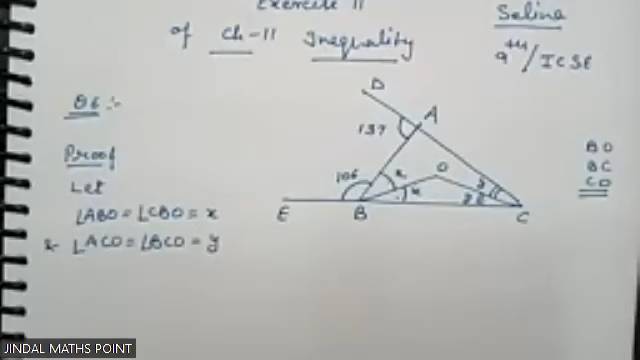 Exercise 11
of Ch-11 Inequality
Selina
9th/ICSE
Q6:-
Proof
Let
∠ABO = ∠CBO = x
& ∠ACO = ∠BCO = y
D
A
137
106
x
x
O
y
y
E
B
C
BO
BC
CO
JINDAL MATHS POINT